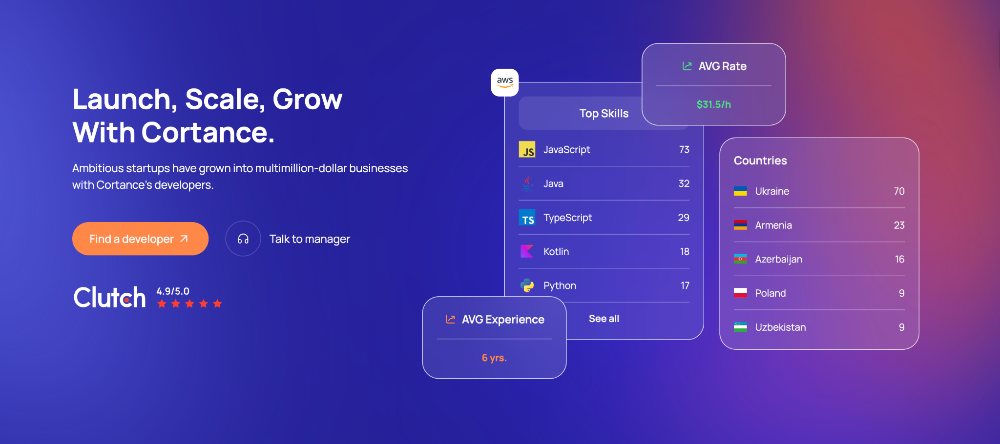 Launch, Scale, Grow
With Cortance.
Ambitious startups have grown into multimillion-dollar businesses
with Cortance's developers.
Find a developer
Talk to manager
Clutch
4.9/5.0
aws
Top Skills
JS
JavaScript 73
Java 32
TS
TypeScript 29
Kotlin 18
Python 17
See all
AVG Rate
$31.5/h
AVG Experience
6 yrs.
Countries
Ukraine 70
Armenia 23
Azerbaijan 16
Poland 9
Uzbekistan 9